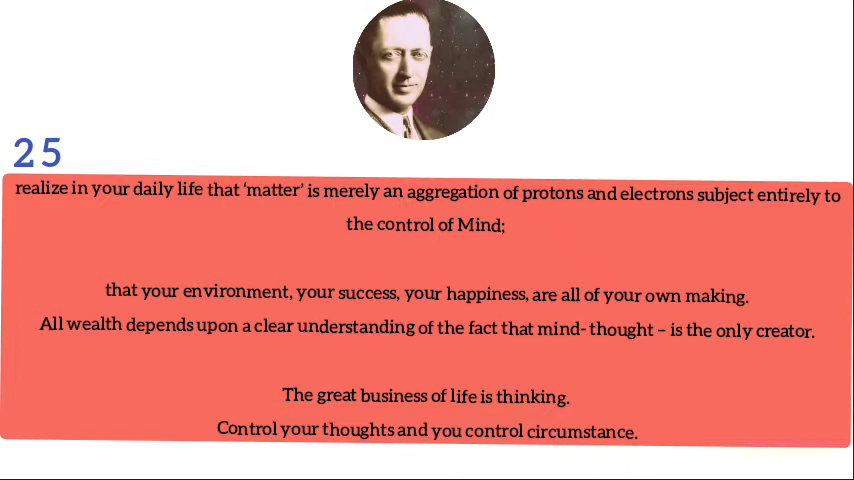 25
realize in your daily life that ‘matter’ is merely an aggregation of protons and electrons subject entirely to
the control of Mind;
that your environment, your success, your happiness, are all of your own making.
All wealth depends upon a clear understanding of the fact that mind- thought – is the only creator.
The great business of life is thinking.
Control your thoughts and you control circumstance.